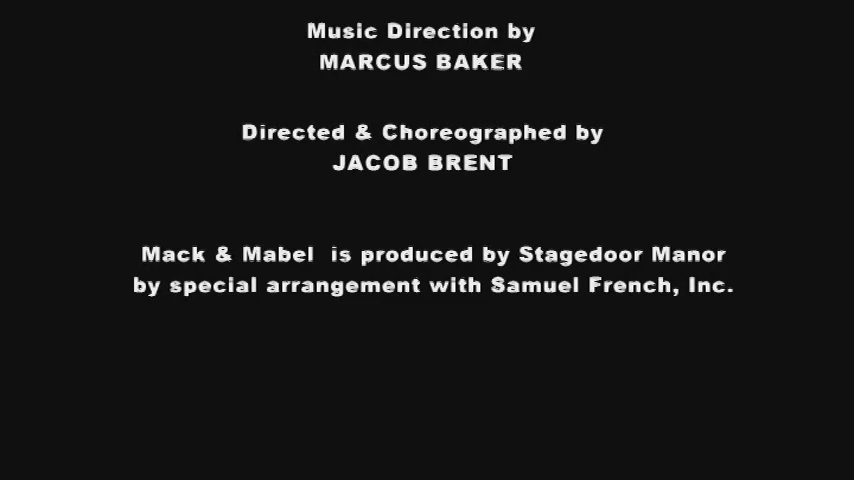 Music Direction by
MARCUS BAKER
Directed & Choreographed by
JACOB BRENT
Mack & Mabel is produced by Stagedoor Manor
by special arrangement with Samuel French, Inc.